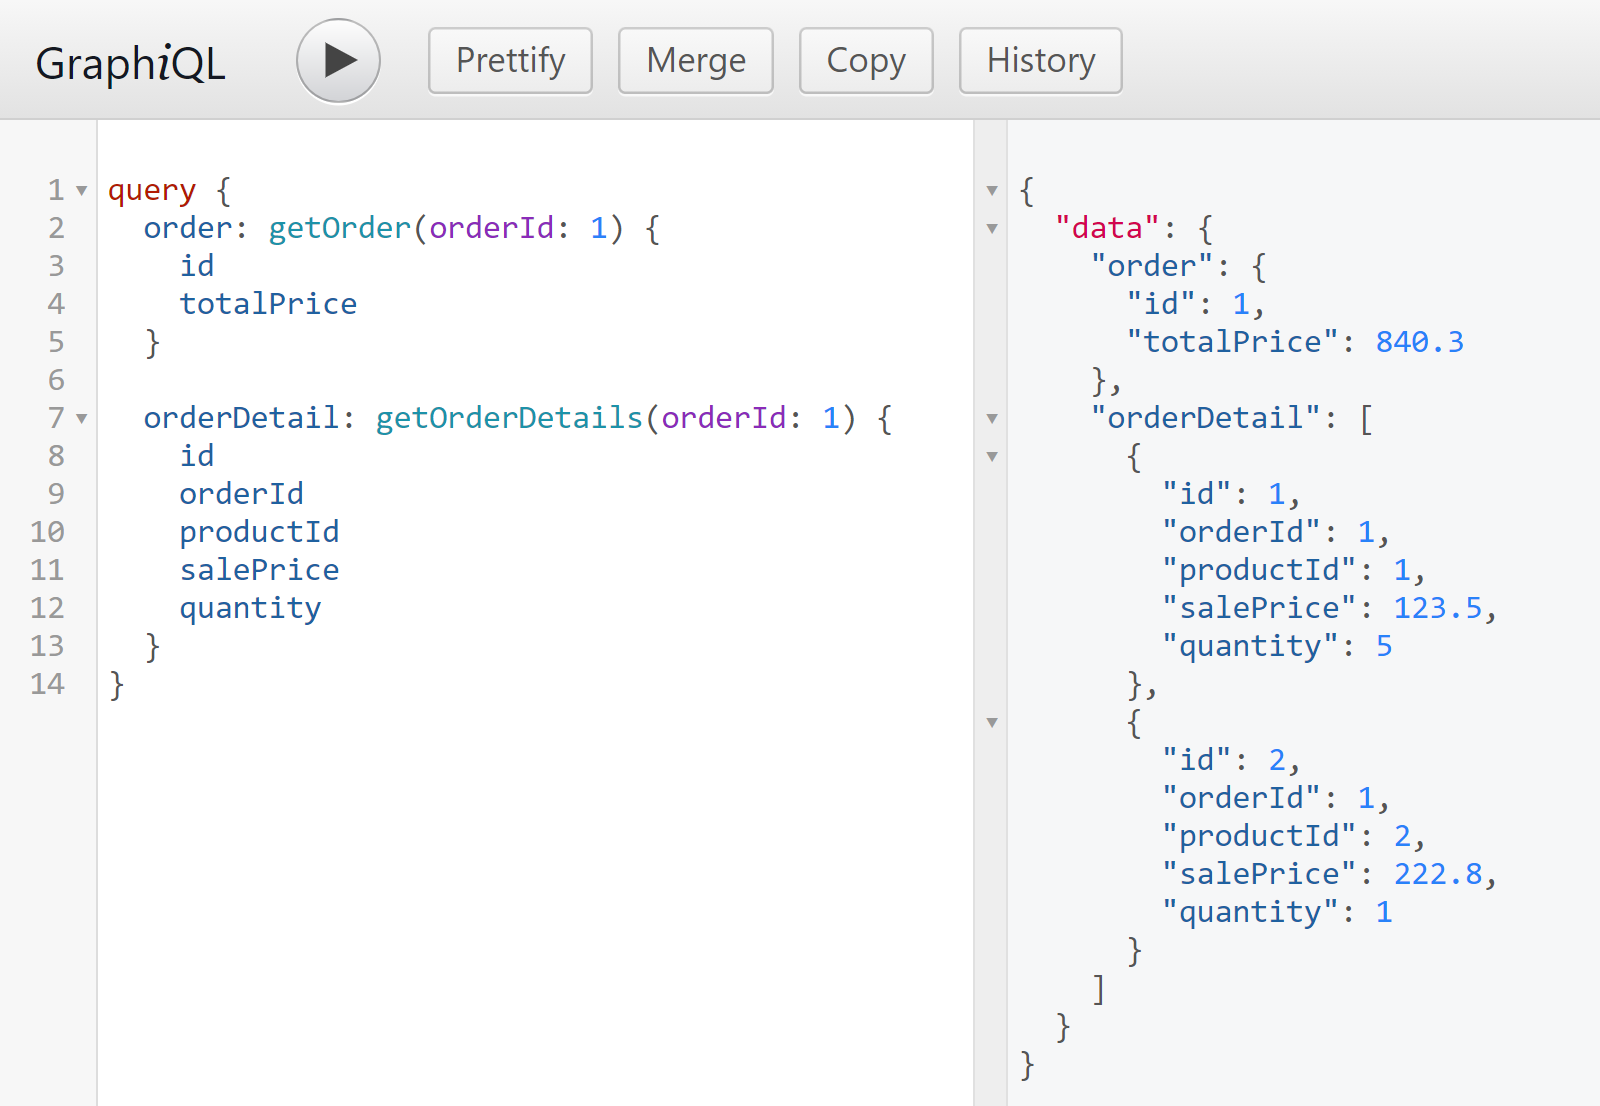 GraphiQL
Prettify
Merge
Copy
History
1 query {
2   order: getOrder(orderId: 1) {
3     id
4     totalPrice
5   }
6
7   orderDetail: getOrderDetails(orderId: 1) {
8     id
9     orderId
10     productId
11     salePrice
12     quantity
13   }
14 }
{
  "data": {
    "order": {
      "id": 1,
      "totalPrice": 840.3
    },
    "orderDetail": [
      {
        "id": 1,
        "orderId": 1,
        "productId": 1,
        "salePrice": 123.5,
        "quantity": 5
      },
      {
        "id": 2,
        "orderId": 1,
        "productId": 2,
        "salePrice": 222.8,
        "quantity": 1
      }
    ]
  }
}